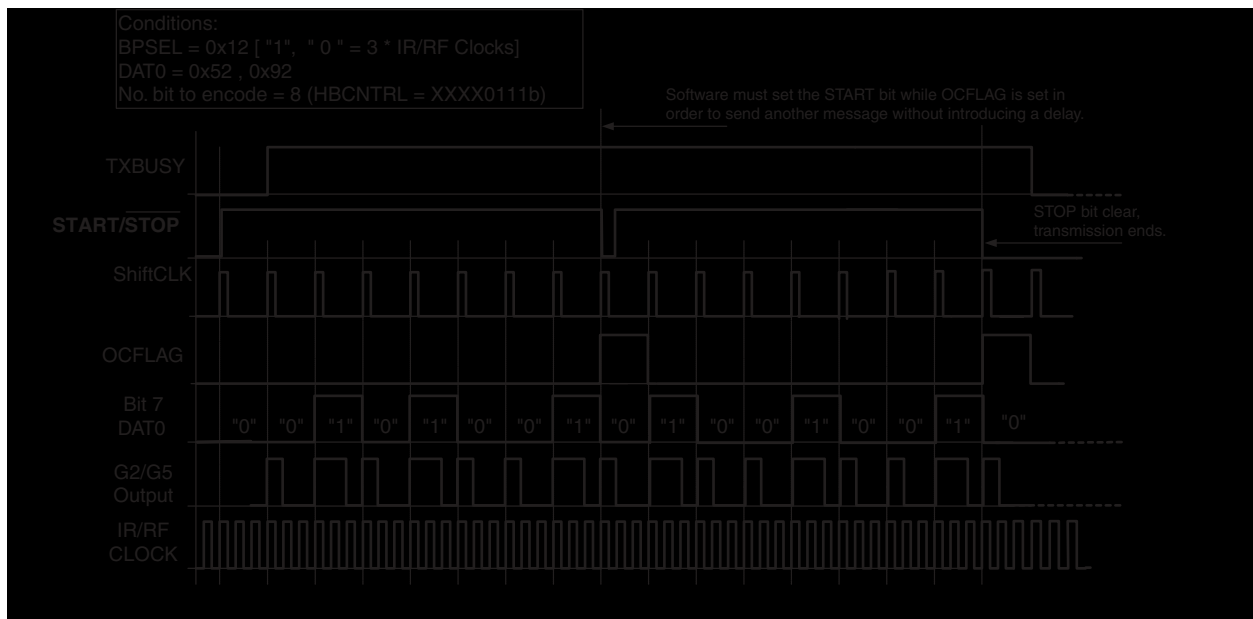 Conditions:
BPSEL = 0x12 [ "1", " 0 " = 3 * IR/RF Clocks]
DAT0 = 0x52 , 0x92
No. bit to encode = 8 (HBCNTRL = XXXX0111b)
Software must set the START bit while OCFLAG is set in
order to send another message without introducing a delay.
TXBUSY
START/STOP
STOP bit clear,
transmission ends.
ShiftCLK
OCFLAG
Bit 7
DAT0
"0" "0" "1" "0" "1" "0" "0" "1" "0" "1" "0" "0" "1" "0" "0" "1" "0"
G2/G5
Output
IR/RF
CLOCK